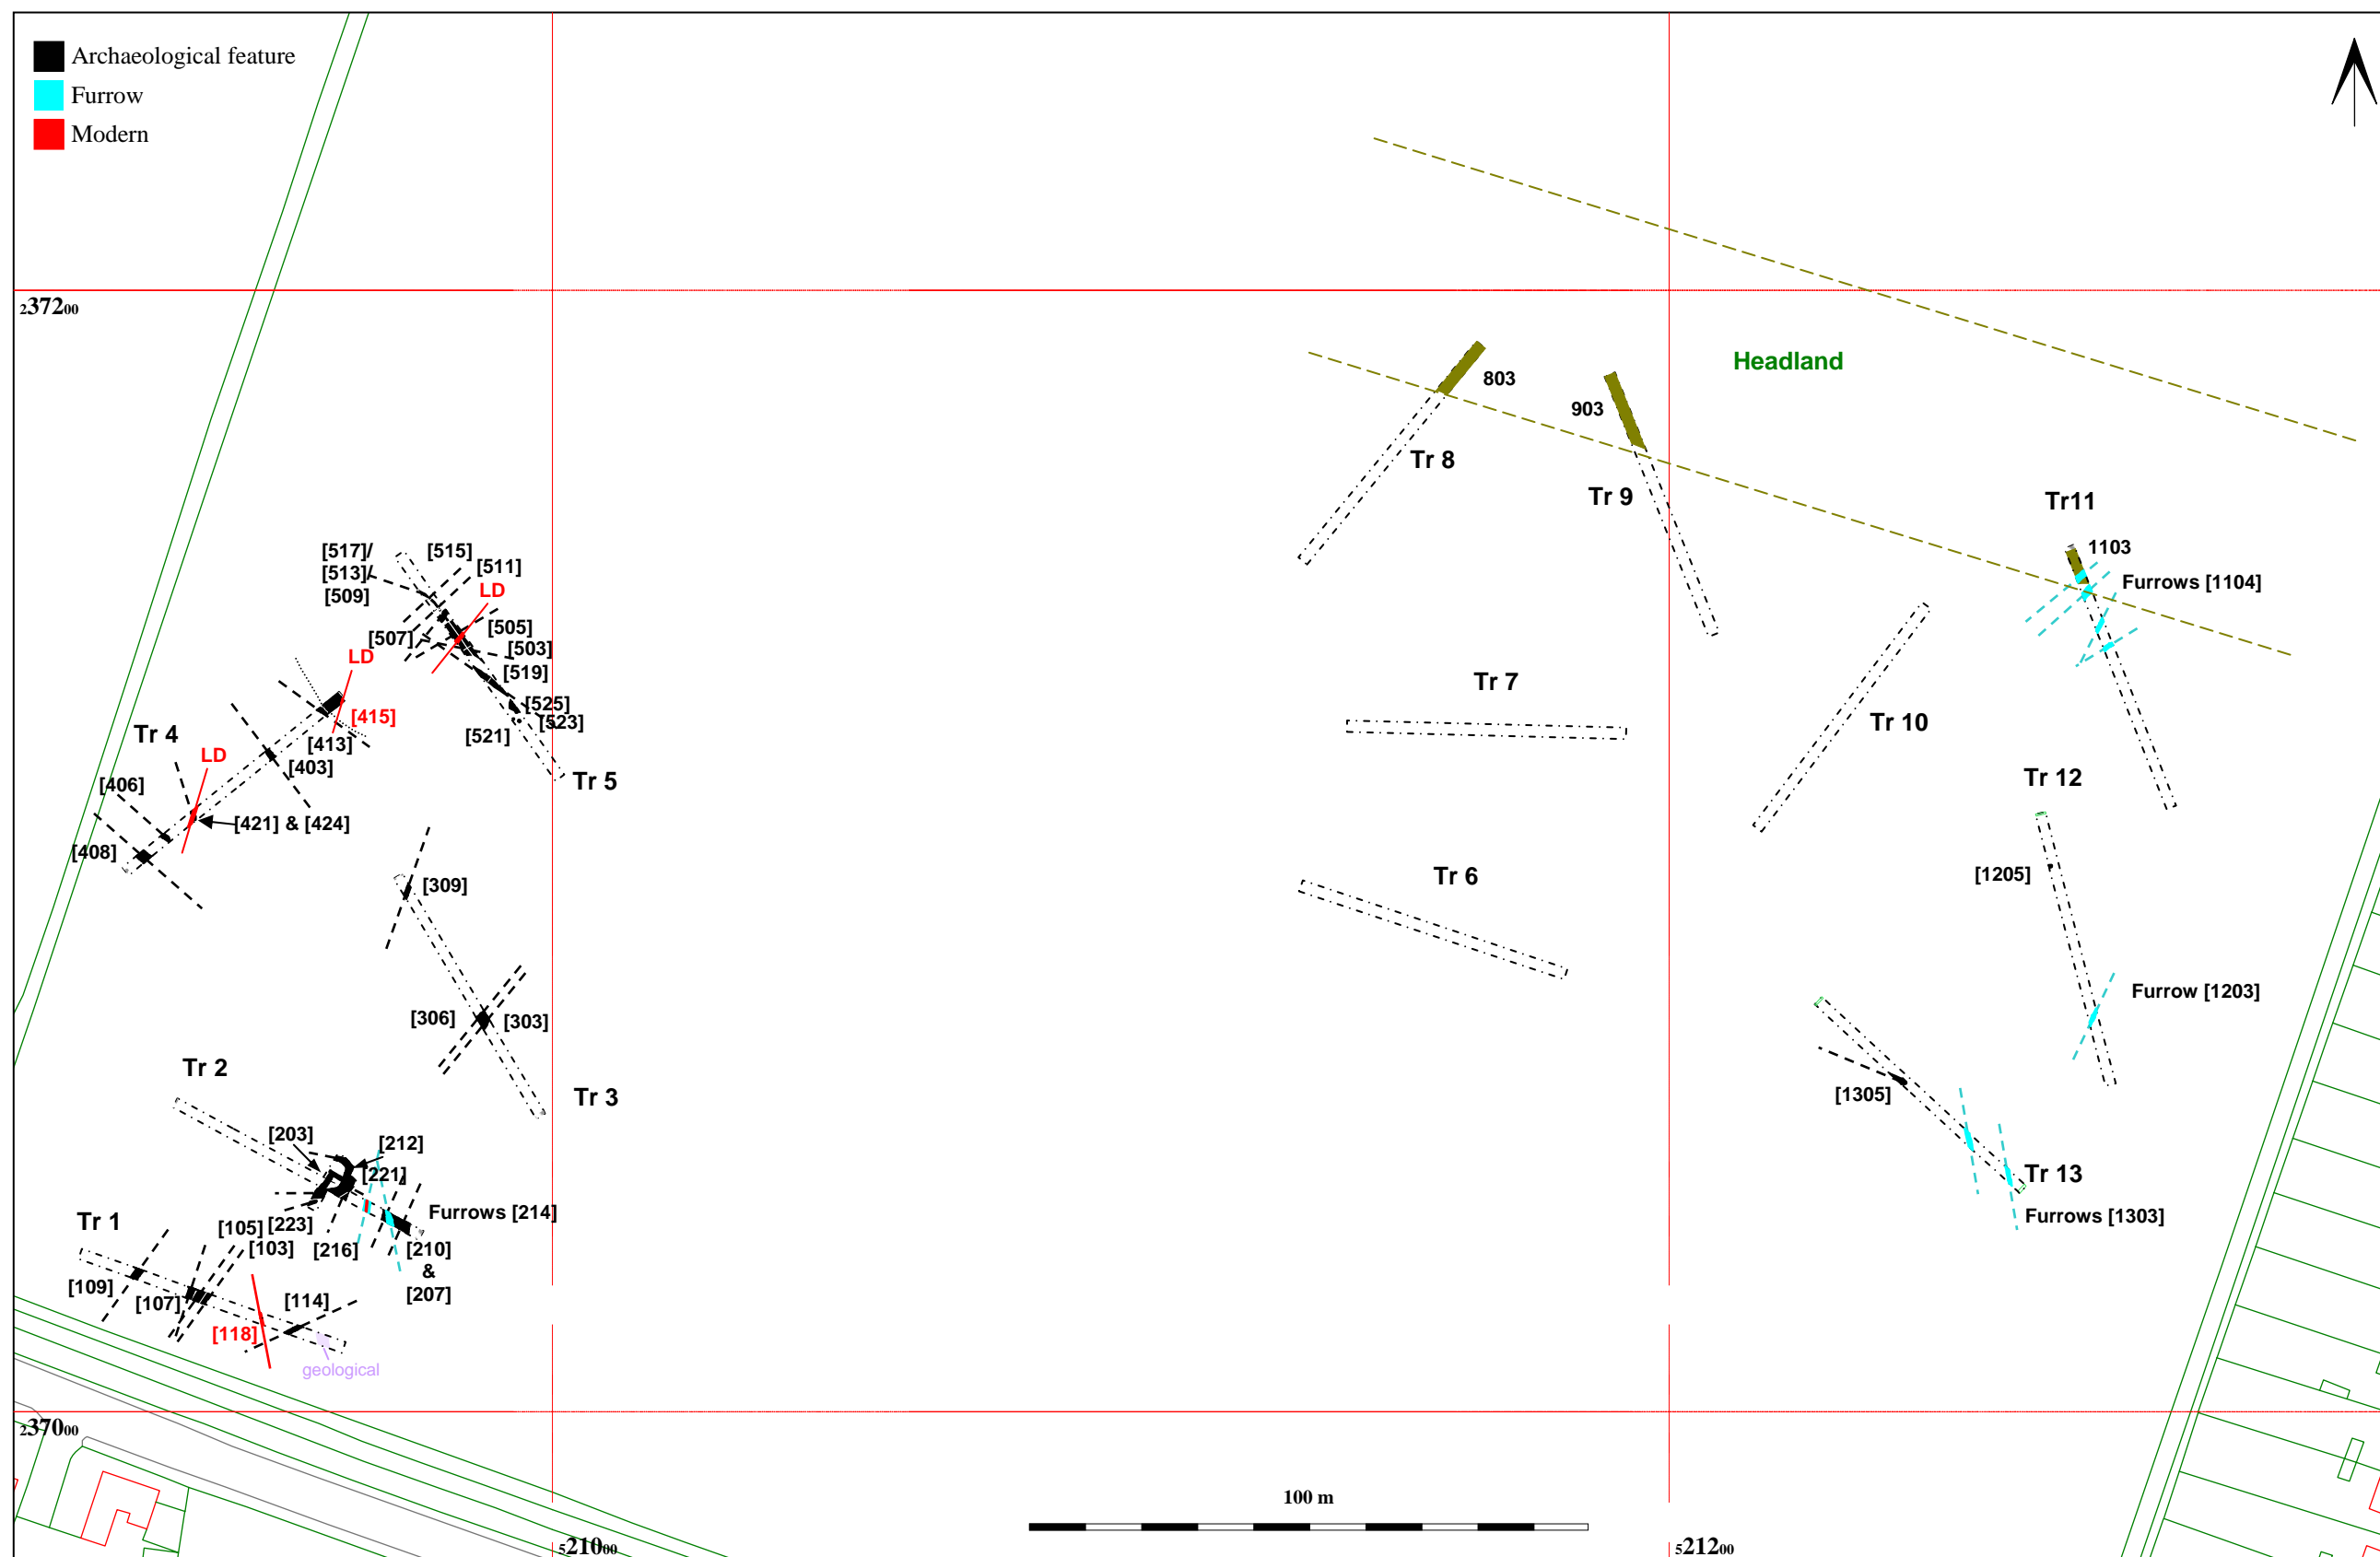 Archaeological feature
Furrow
Modern
237200
Headland
803
903
Tr 8
Tr 9
Tr11
1103
Furrows [1104]
[517]/
[513]/
[509]
[515]
[511]
LD
[507]
[505]
[503]
[519]
[525]
[523]
[521]
Tr 5
LD
[415]
[413]
[403]
Tr 4
LD
[406]
[421] & [424]
[408]
Tr 7
Tr 10
Tr 12
[1205]
Tr 6
[309]
[306]
[303]
Furrow [1203]
Tr 2
Tr 3
[1305]
[203]
[212]
[221]
Tr 13
Furrows [1303]
Furrows [214]
Tr 1
[105]
[223]
[103]
[216]
[210]
&
[207]
[109]
[107]
[114]
[118]
geological
237000
100 m
521000
521200